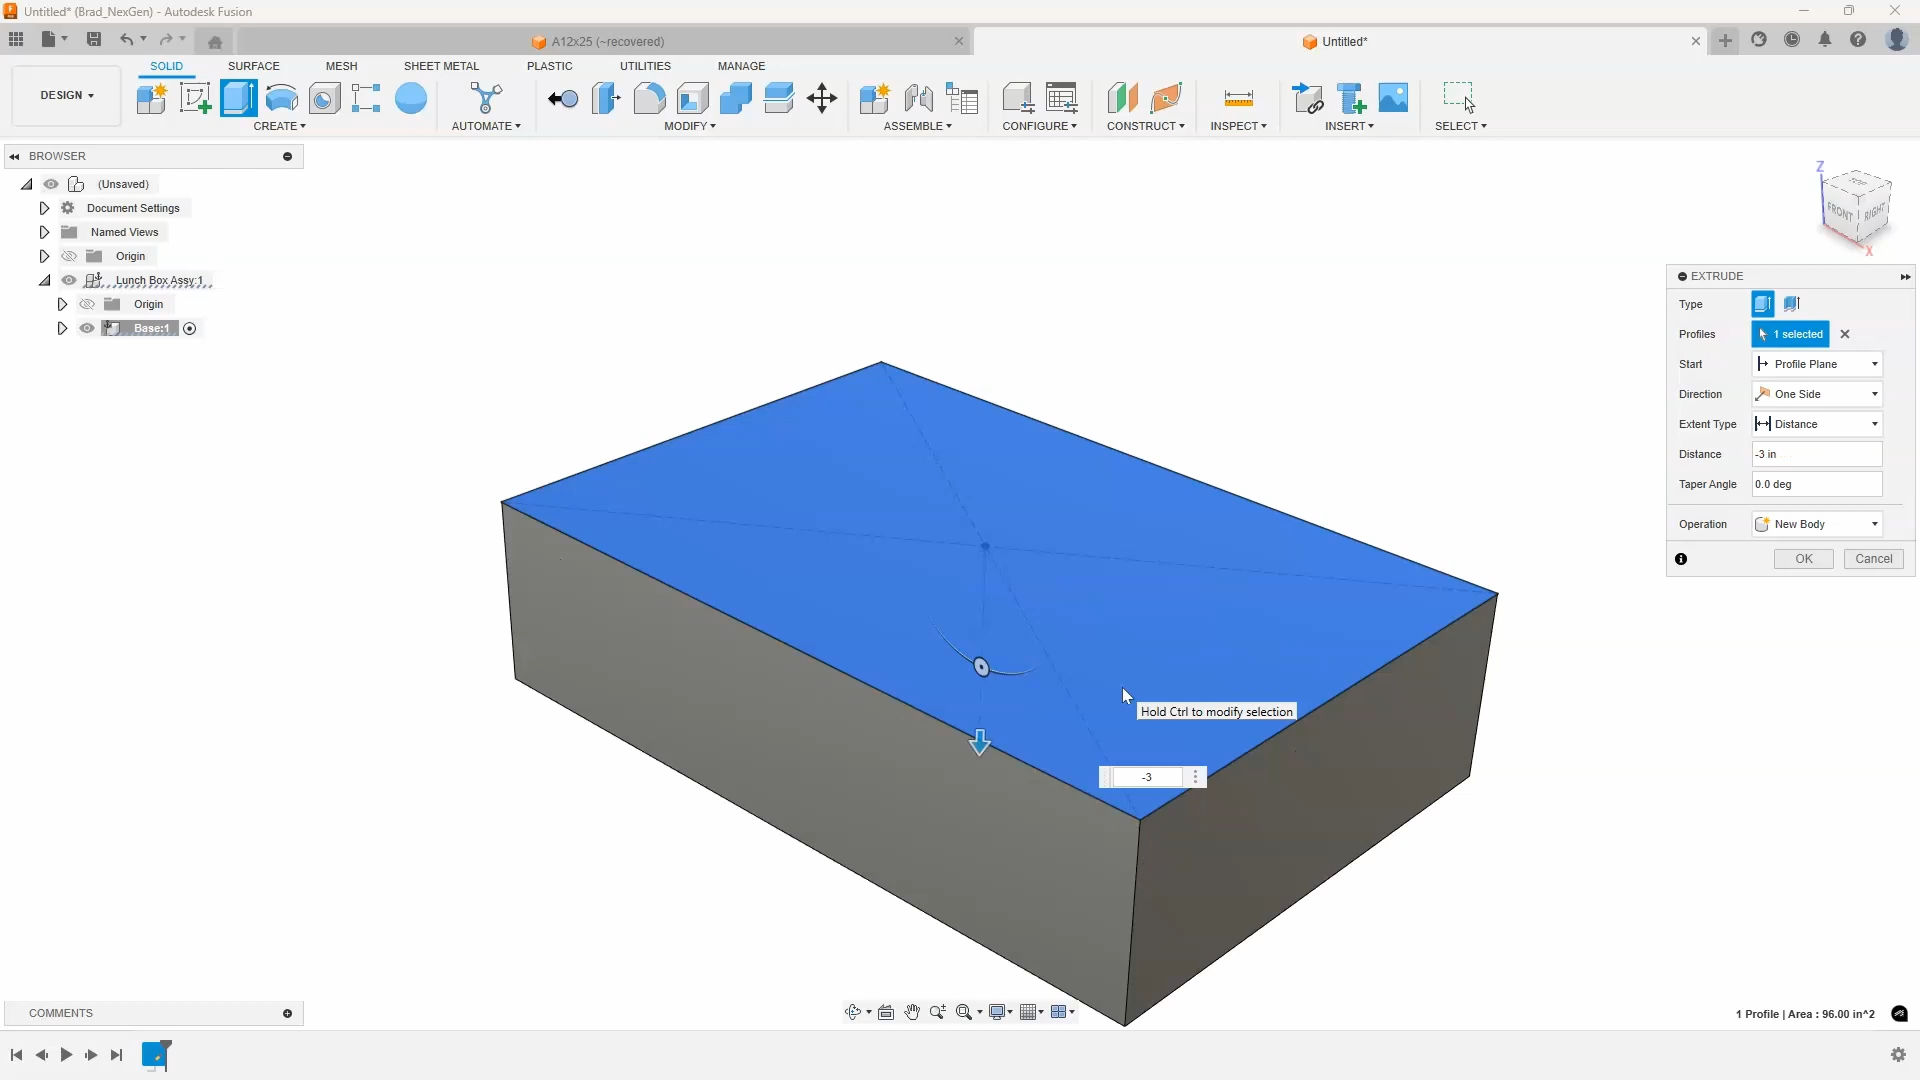 Untitled* (Brad_NexGen) - Autodesk Fusion
A12x25 (~recovered)
Untitled*
SOLID SURFACE MESH SHEET METAL PLASTIC UTILITIES MANAGE
DESIGN
CREATE AUTOMATE MODIFY ASSEMBLE CONFIGURE CONSTRUCT INSPECT INSERT SELECT
BROWSER
(Unsaved)
Document Settings
Named Views
Origin
Lunch Box Assy:1
Origin
Base:1
Z
TOP
FRONT
RIGHT
X
EXTRUDE
Type
Profiles 1 selected
Start Profile Plane
Direction One Side
Extent Type Distance
Distance -3 in
Taper Angle 0.0 deg
Operation New Body
OK Cancel
Hold Ctrl to modify selection
-3
COMMENTS
1 Profile | Area : 96.00 in^2